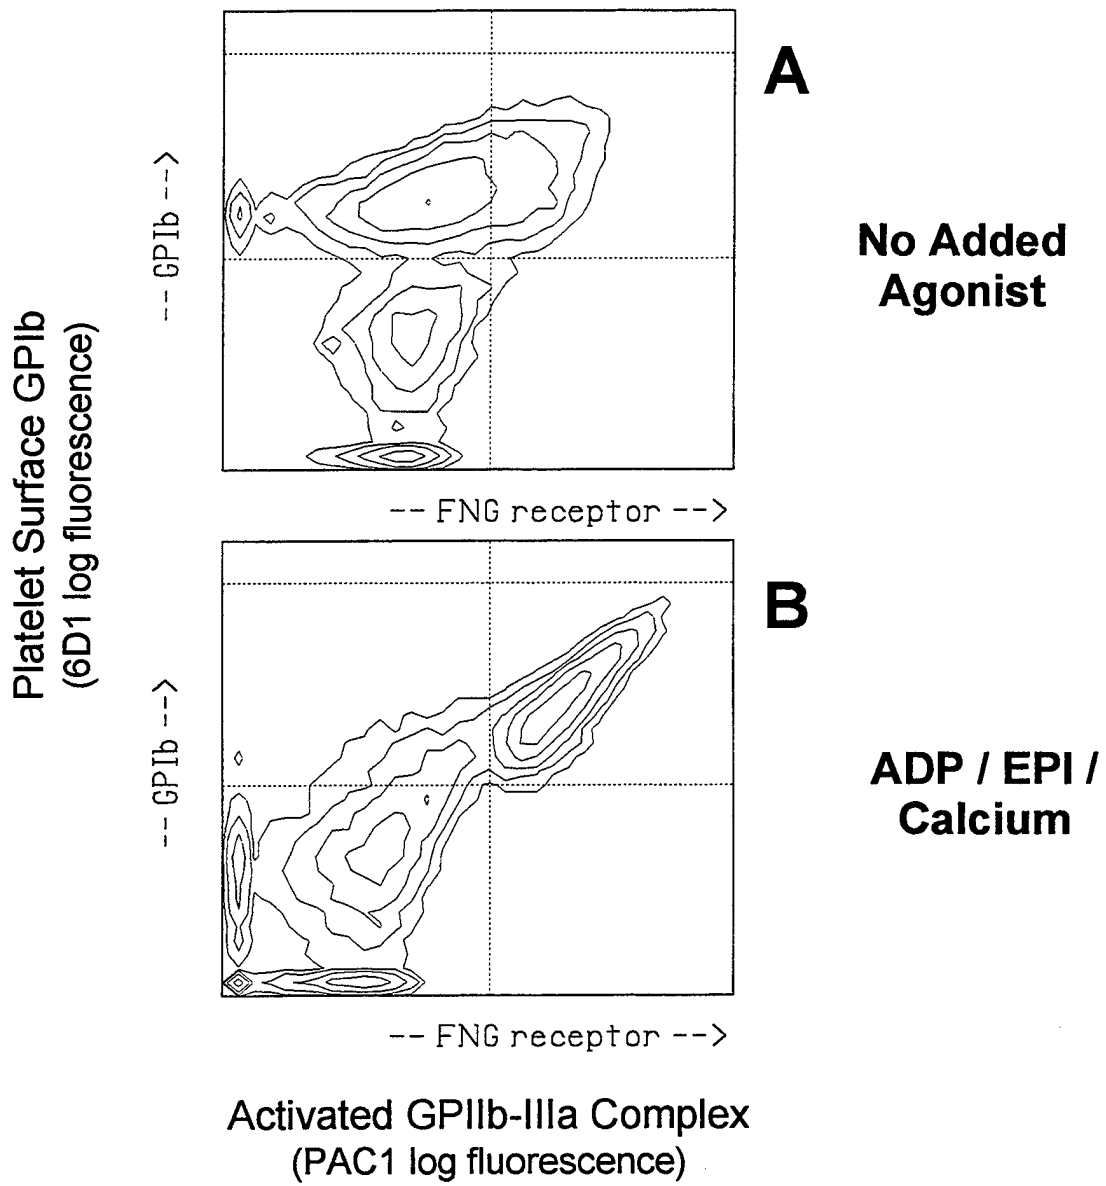 A
-- GPIb -->
No Added
Agonist
-- FNG receptor -->
Platelet Surface GPIb
(6D1 log fluorescence)
B
-- GPIb -->
ADP / EPI /
Calcium
-- FNG receptor -->
Activated GPIIb-IIIa Complex
(PAC1 log fluorescence)